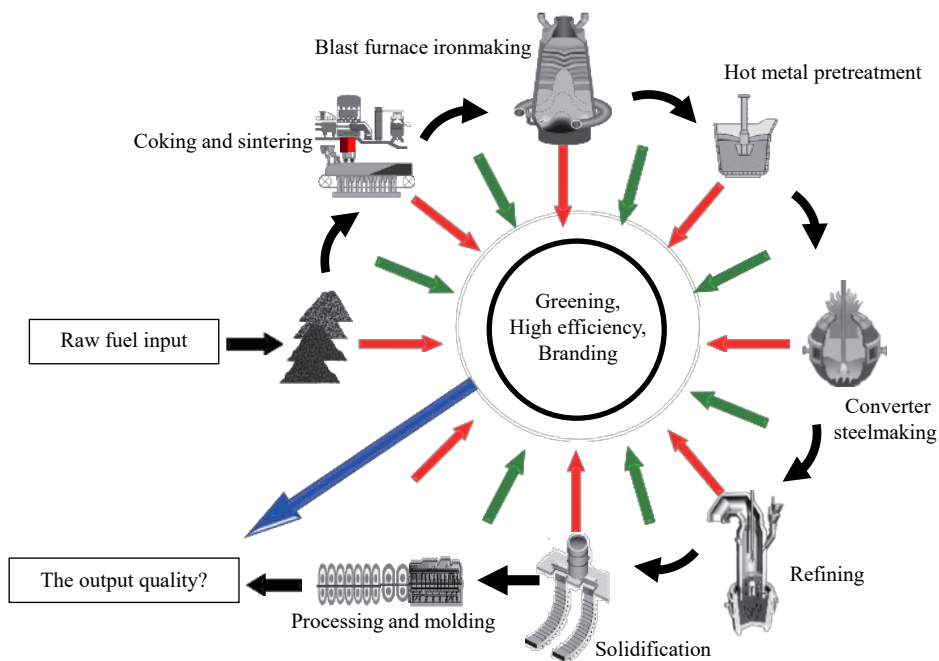 Blast furnace ironmaking
Hot metal pretreatment
Coking and sintering
Greening,
High efficiency,
Branding
Raw fuel input
Converter
steelmaking
The output quality?
Refining
Processing and molding
Solidification